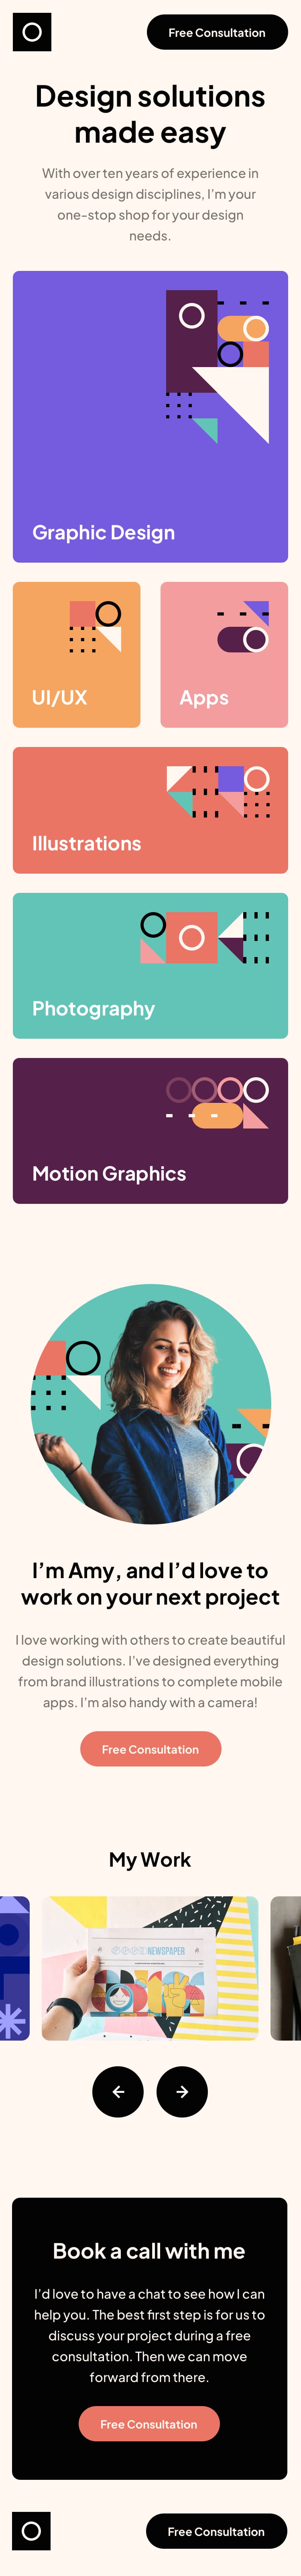 Free Consultation
Design solutions
made easy
With over ten years of experience in
various design disciplines, I'm your
one-stop shop for your design
needs.
Graphic Design
UI/UX
Apps
Illustrations
Photography
Motion Graphics
I'm Amy, and I'd love to
work on your next project
I love working with others to create beautiful
design solutions. I've designed everything
from brand illustrations to complete mobile
apps. I'm also handy with a camera!
Free Consultation
My Work
GOOD NEWSPAPER
Book a call with me
I'd love to have a chat to see how I can
help you. The best first step is for us to
discuss your project during a free
consultation. Then we can move
forward from there.
Free Consultation
Free Consultation